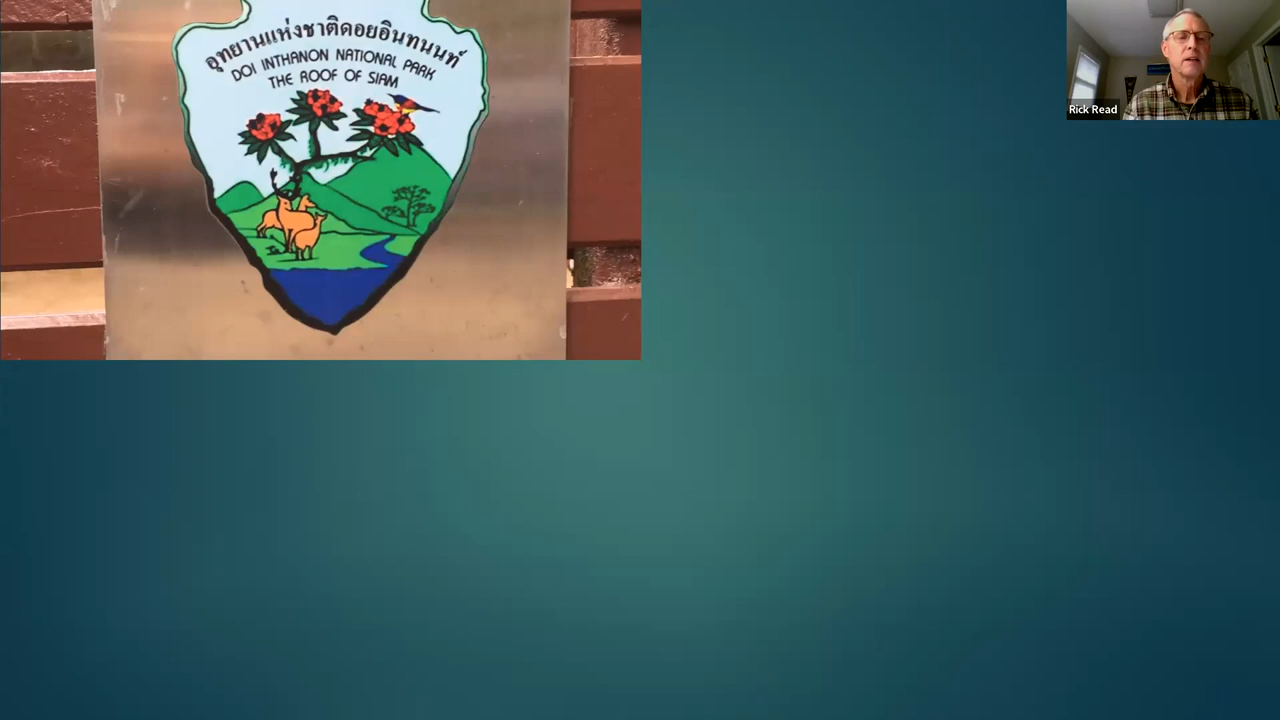 อุทยานแห่งชาติดอยอินทนนท์
DOI INTHANON NATIONAL PARK
THE ROOF OF SIAM
Rick Read